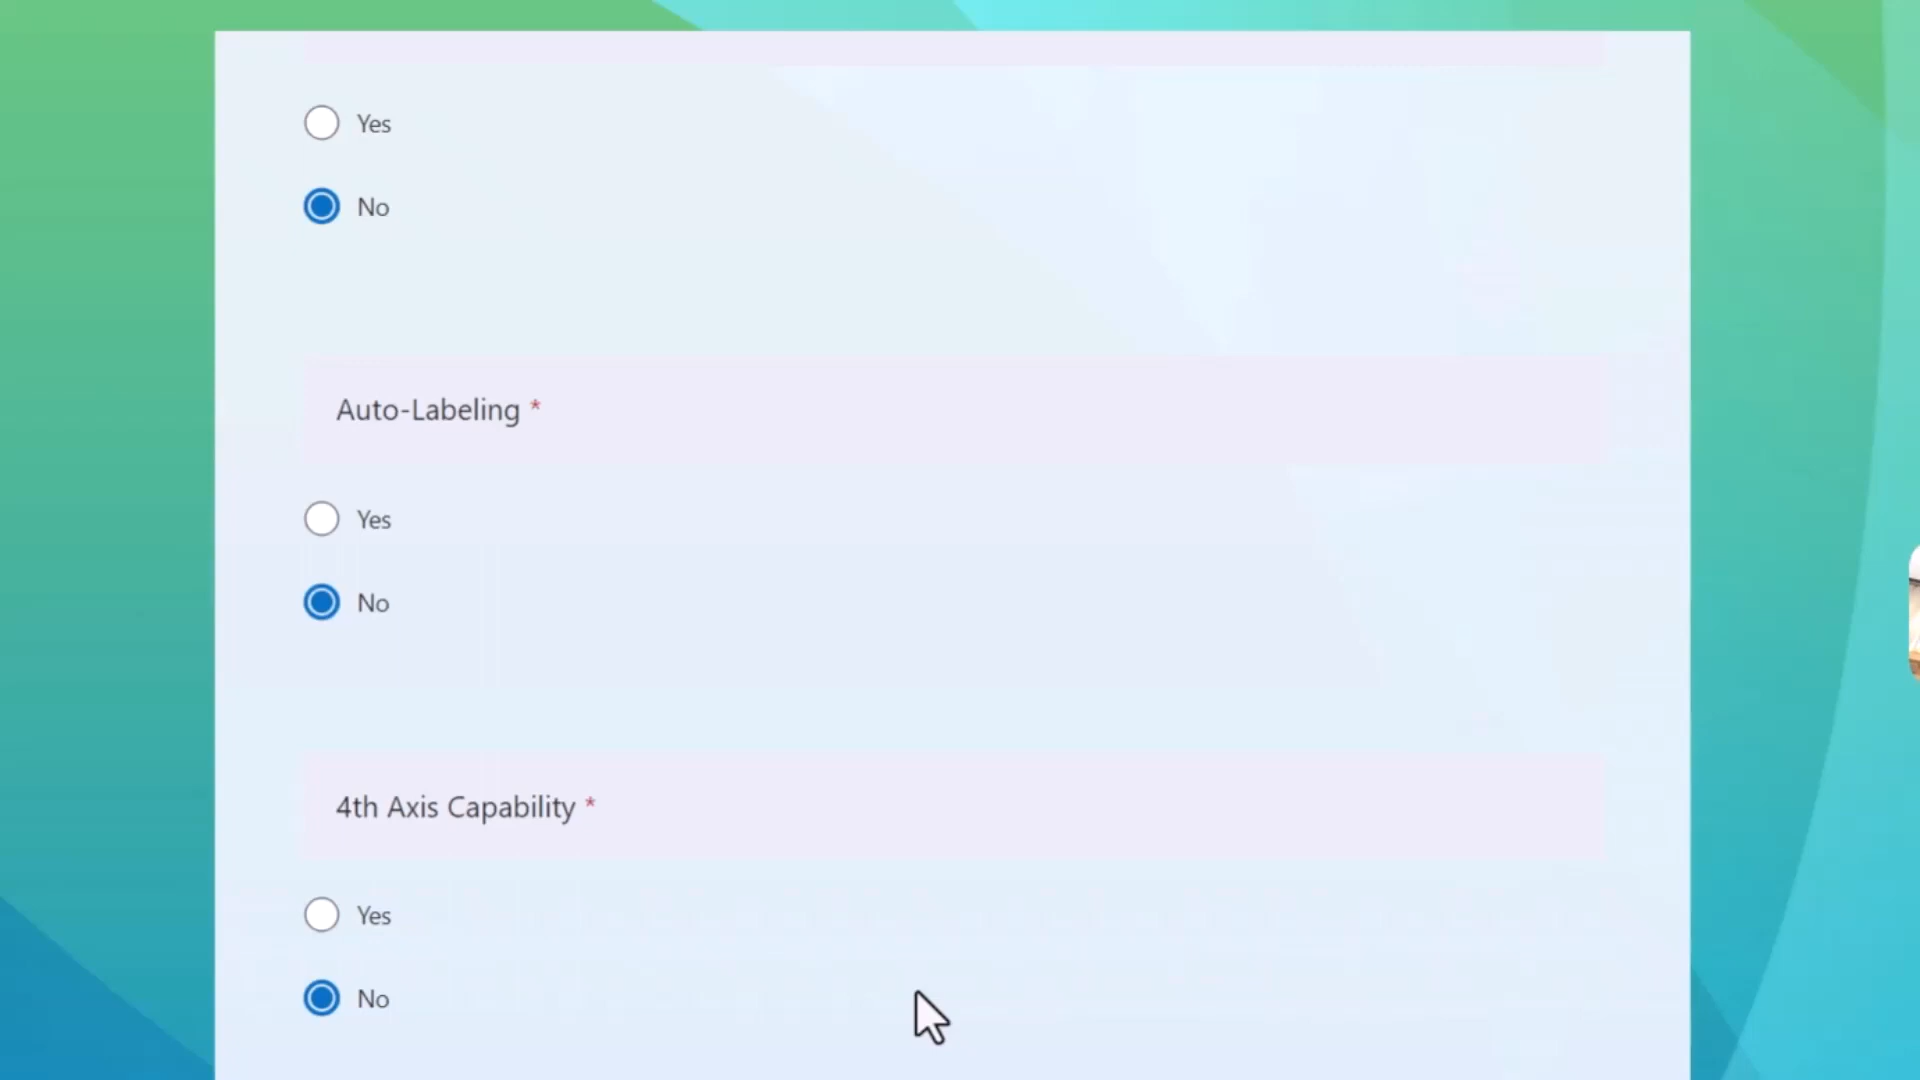 Yes
No
Auto-Labeling *
Yes
No
4th Axis Capability *
Yes
No